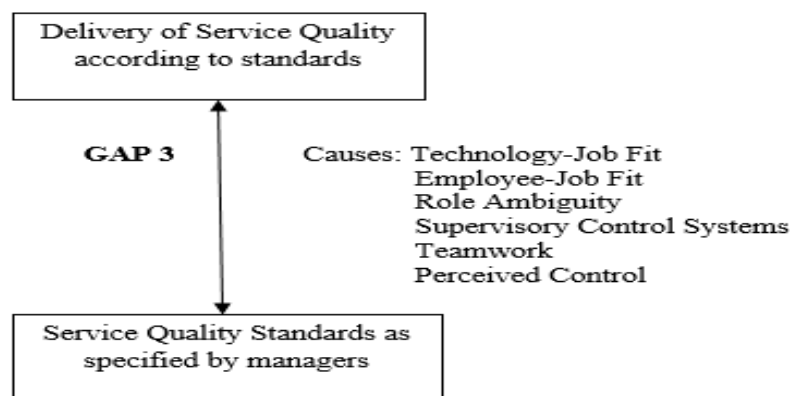 Delivery of Service Quality
according to standards
GAP 3
Causes: Technology-Job Fit
Employee-Job Fit
Role Ambiguity
Supervisory Control Systems
Teamwork
Perceived Control
Service Quality Standards as
specified by managers